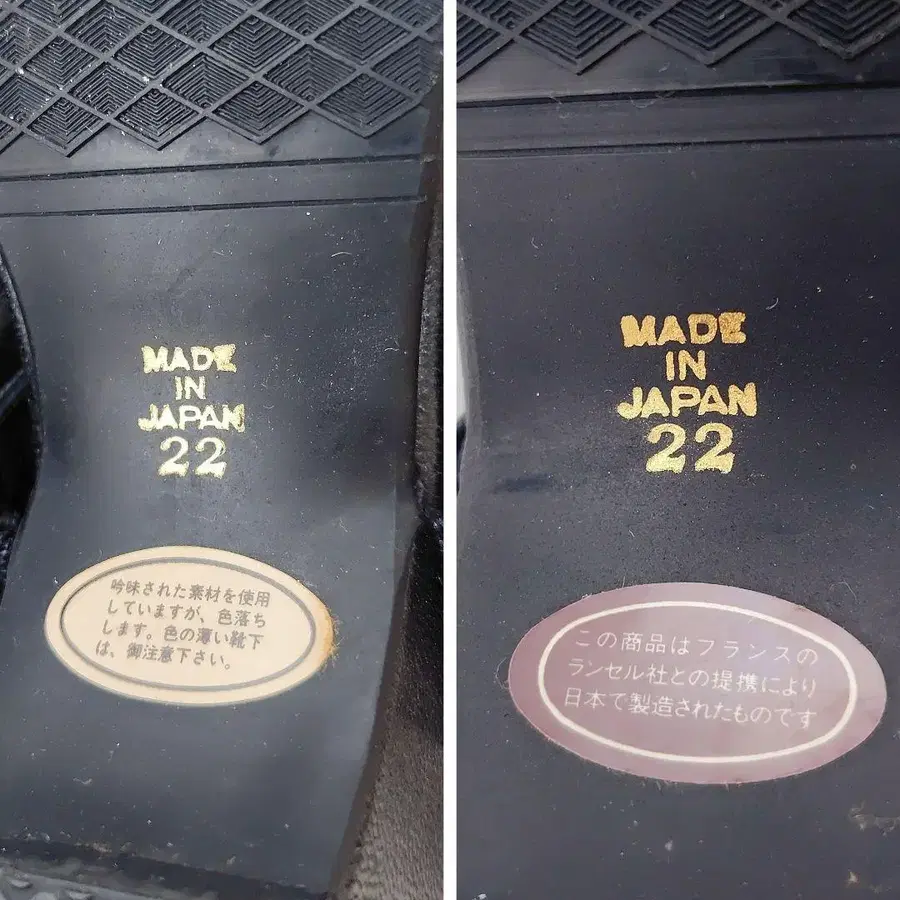 MADE
IN
JAPAN
22
吟味された素材を使用
していますが、色落ち
します。色の薄い靴下
は、御注意下さい。
MADE
IN
JAPAN
22
この商品はフランスの
ランセル社との提携により
日本で製造されたものです